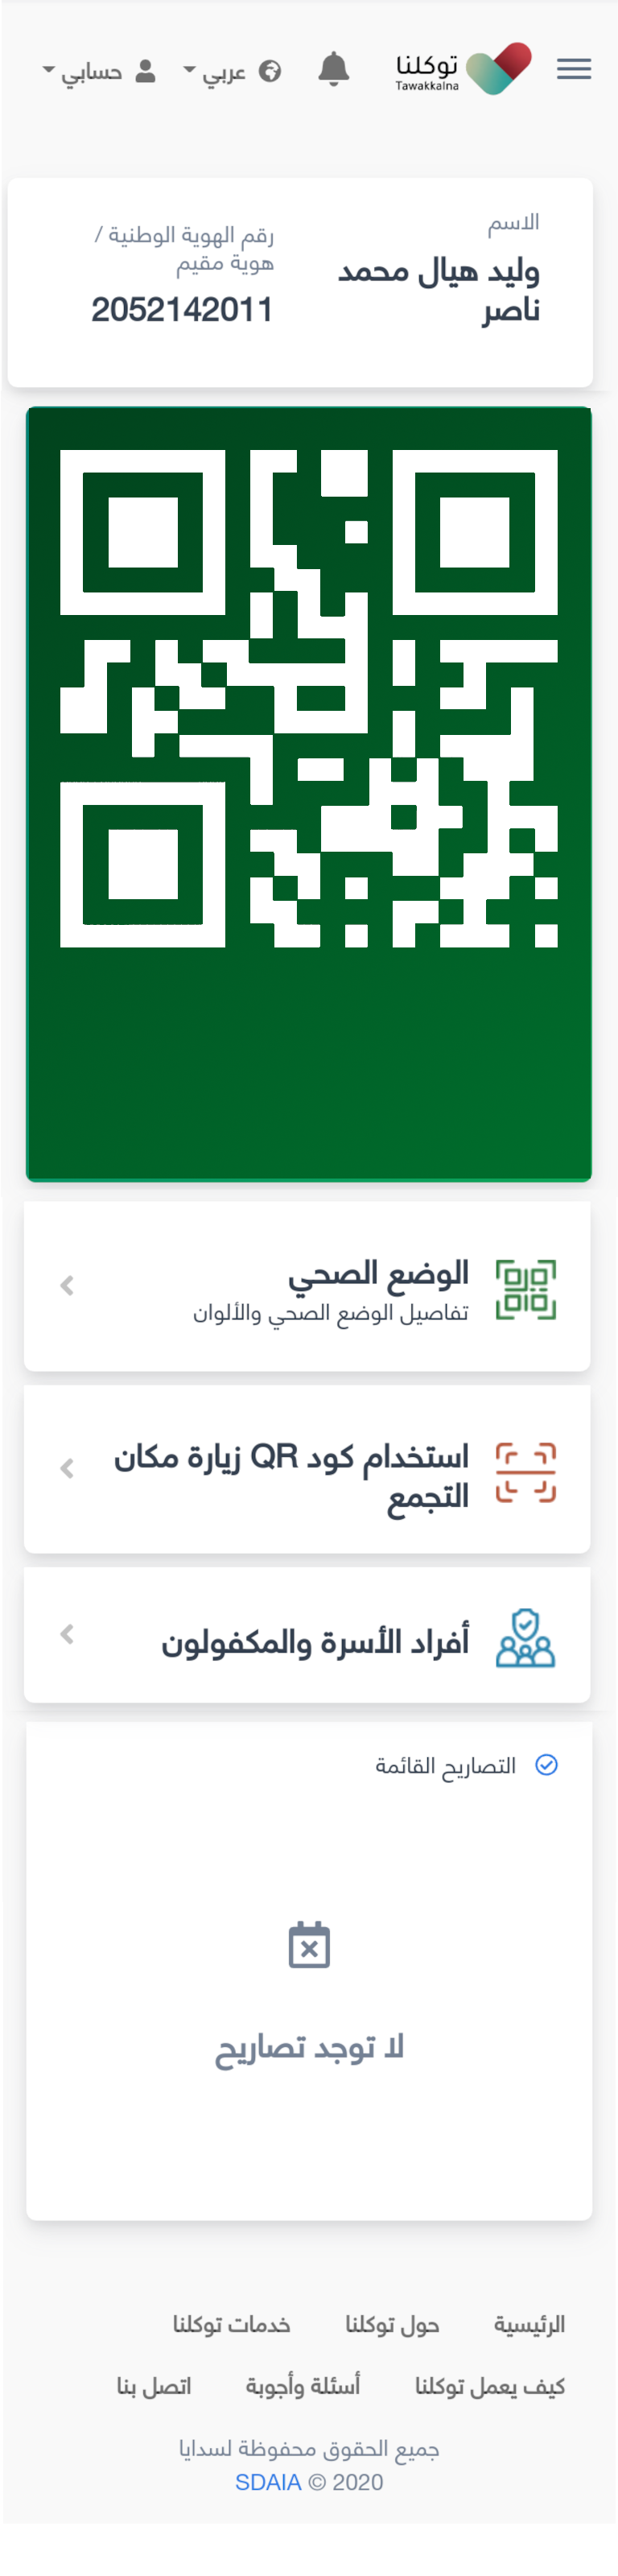 توكلنا
Tawakkalna
عربي
حسابي
الاسم
وليد هيال محمد
ناصر
رقم الهوية الوطنية /
هوية مقيم
2052142011
الوضع الصحي
تفاصيل الوضع الصحي والألوان
استخدام كود QR زيارة مكان
التجمع
أفراد الأسرة والمكفولون
التصاريح القائمة
لا توجد تصاريح
الرئيسية حول توكلنا خدمات توكلنا
كيف يعمل توكلنا أسئلة وأجوبة اتصل بنا
جميع الحقوق محفوظة لسدايا
SDAIA © 2020